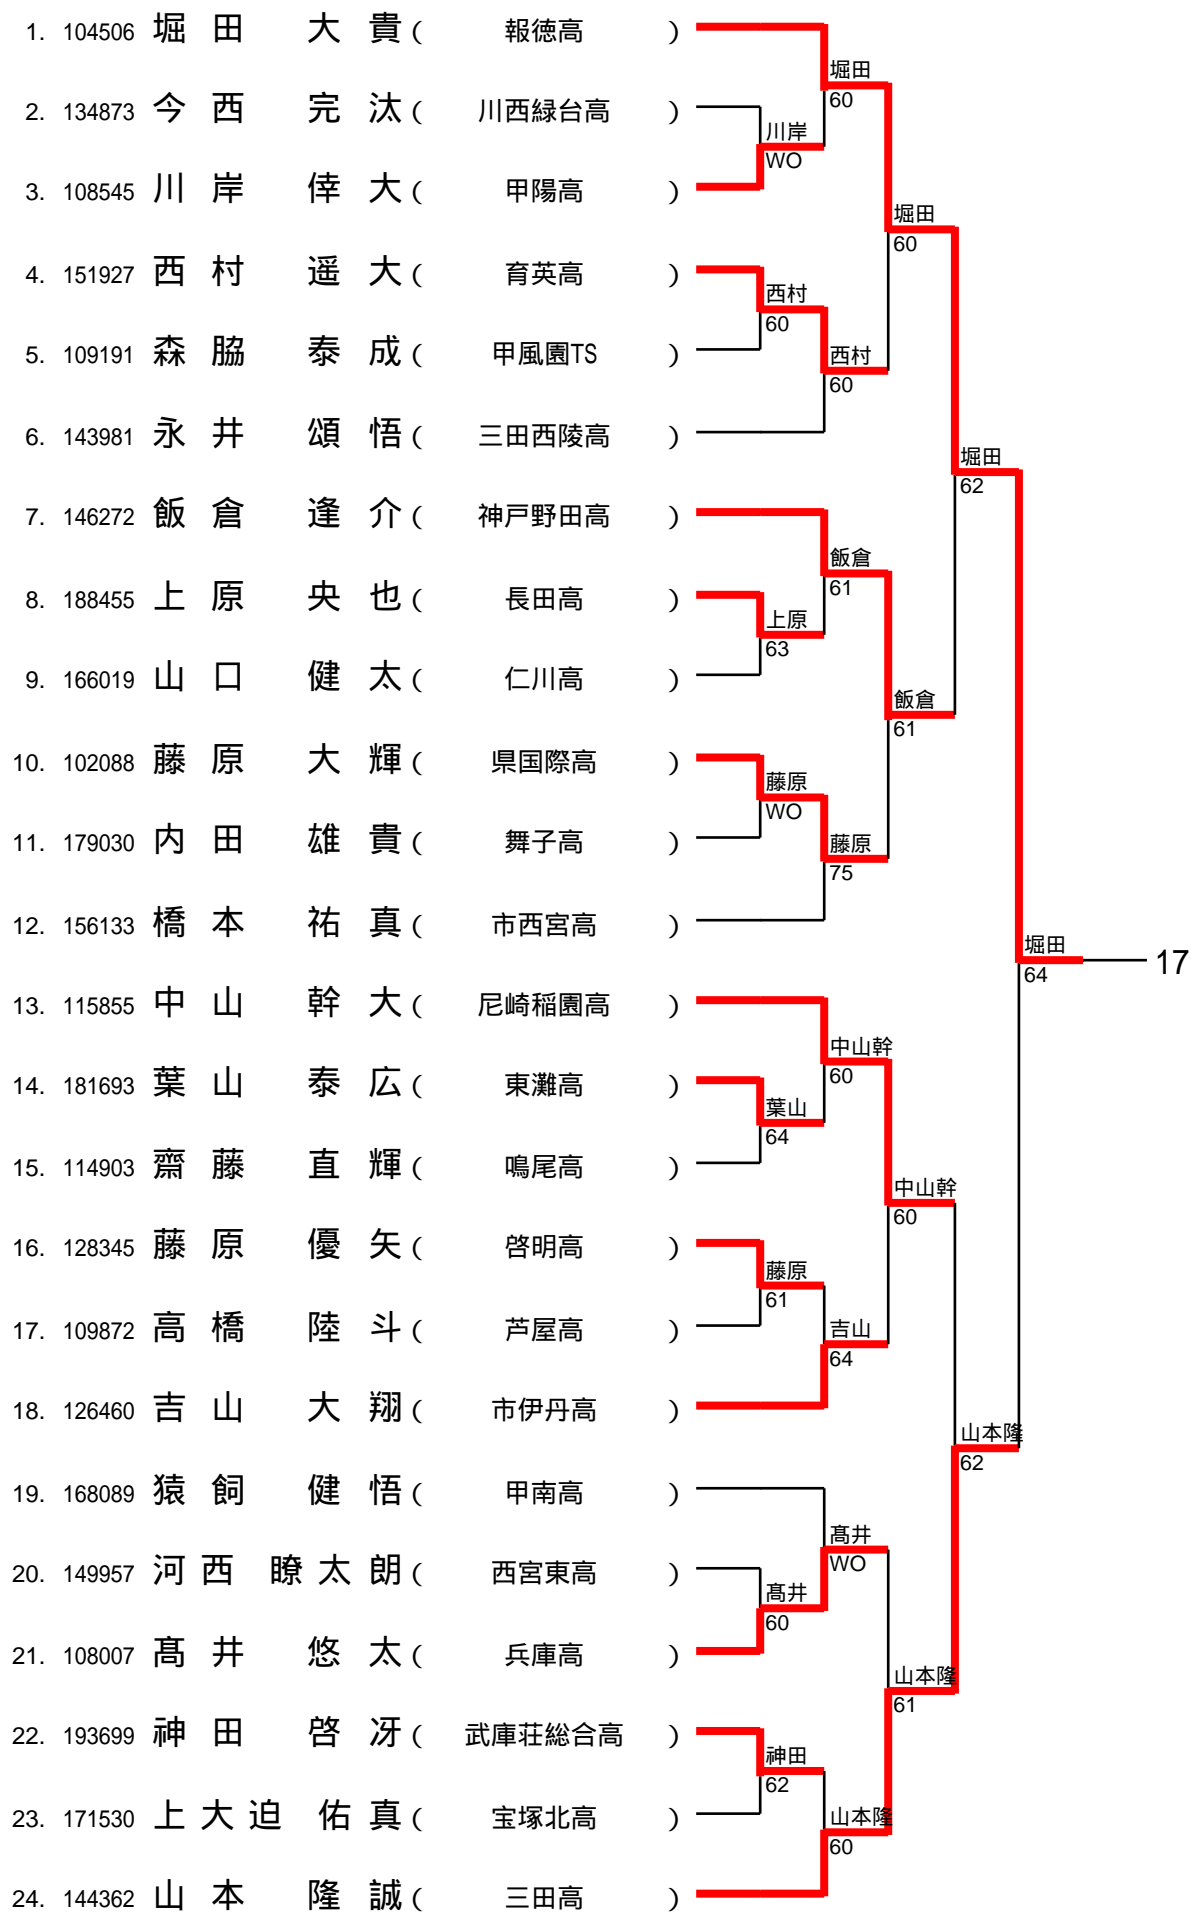 1. 104506 堀田 大貴 ( 報徳高 )
堀田
60
2. 134873 今西 完汰 ( 川西緑台高 )
川岸
WO
3. 108545 川岸 倖大 ( 甲陽高 )
堀田
60
4. 151927 西村 遥大 ( 育英高 )
西村
60
5. 109191 森脇 泰成 ( 甲風園TS )
西村
60
6. 143981 永井 頌悟 ( 三田西陵高 )
堀田
62
7. 146272 飯倉 逢介 ( 神戸野田高 )
飯倉
61
8. 188455 上原 央也 ( 長田高 )
上原
63
9. 166019 山口 健太 ( 仁川高 )
飯倉
61
10. 102088 藤原 大輝 ( 県国際高 )
藤原
WO
11. 179030 内田 雄貴 ( 舞子高 )
藤原
75
12. 156133 橋本 祐真 ( 市西宮高 )
堀田
64
17
13. 115855 中山 幹大 ( 尼崎稲園高 )
中山幹
60
14. 181693 葉山 泰広 ( 東灘高 )
葉山
64
15. 114903 齋藤 直輝 ( 鳴尾高 )
中山幹
60
16. 128345 藤原 優矢 ( 啓明高 )
藤原
61
17. 109872 高橋 陸斗 ( 芦屋高 )
吉山
64
18. 126460 吉山 大翔 ( 市伊丹高 )
山本隆
62
19. 168089 猿飼 健悟 ( 甲南高 )
髙井
WO
20. 149957 河西 瞭太朗 ( 西宮東高 )
髙井
60
21. 108007 髙井 悠太 ( 兵庫高 )
山本隆
61
22. 193699 神田 啓冴 ( 武庫荘総合高 )
神田
62
23. 171530 上大迫 佑真 ( 宝塚北高 )
山本隆
60
24. 144362 山本 隆誠 ( 三田高 )